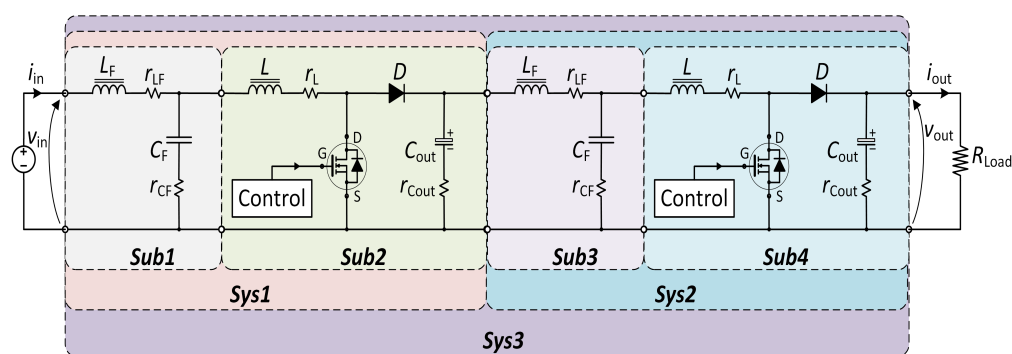 i_in L_F r_LF L r_L D L_F r_LF L r_L D i_out
v_in C_F G D S C_out C_F G D S C_out v_out R_Load
+ − + − + −
r_CF Control r_Cout r_CF Control r_Cout
Sub1 Sub2 Sub3 Sub4
Sys1 Sys2
Sys3